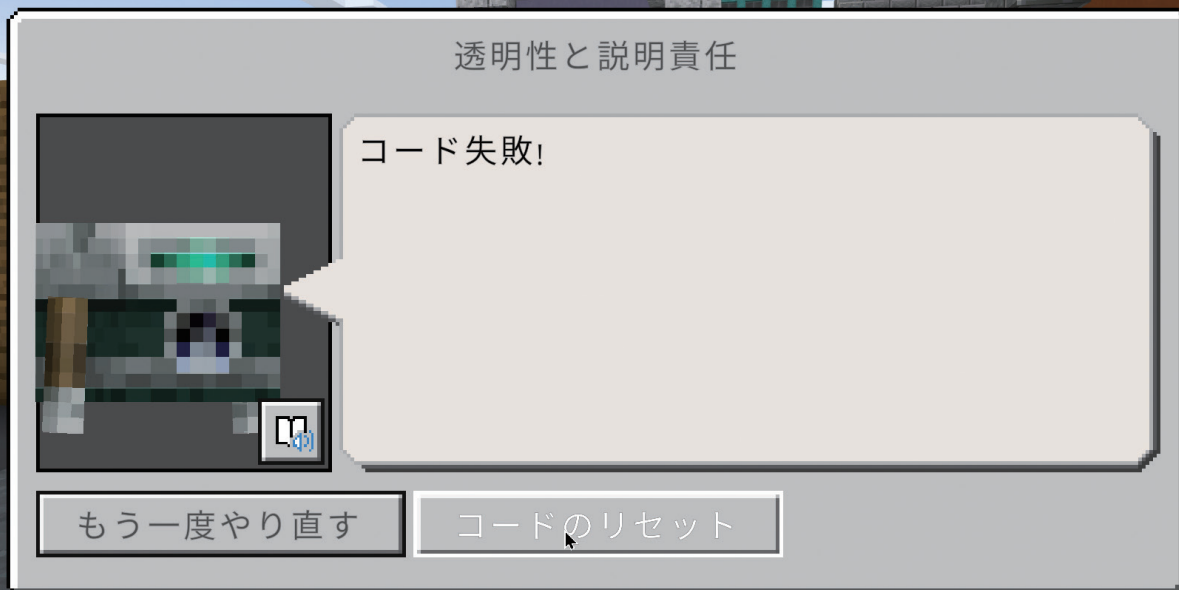 透明性と説明責任
コード失敗!
もう一度やり直す
コードのリセット